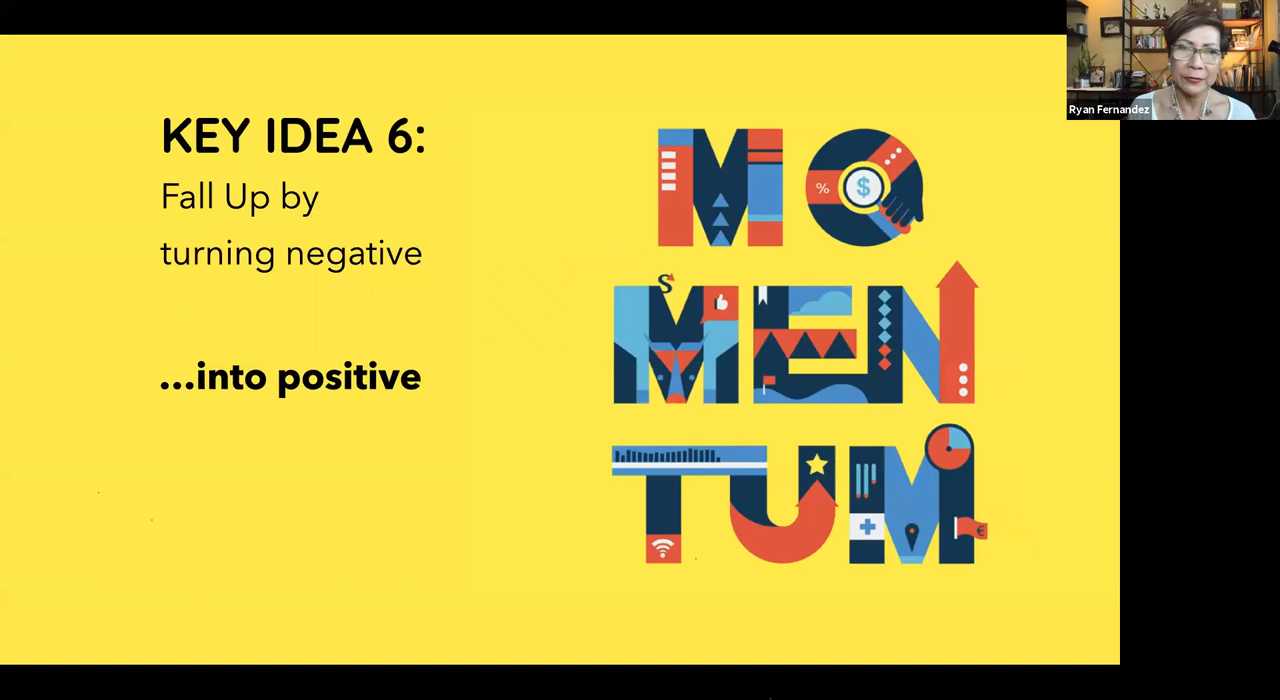 KEY IDEA 6:
Fall Up by
turning negative
...into positive
MO
MEN
TUM
%
$
S
€
Ryan Fernandez